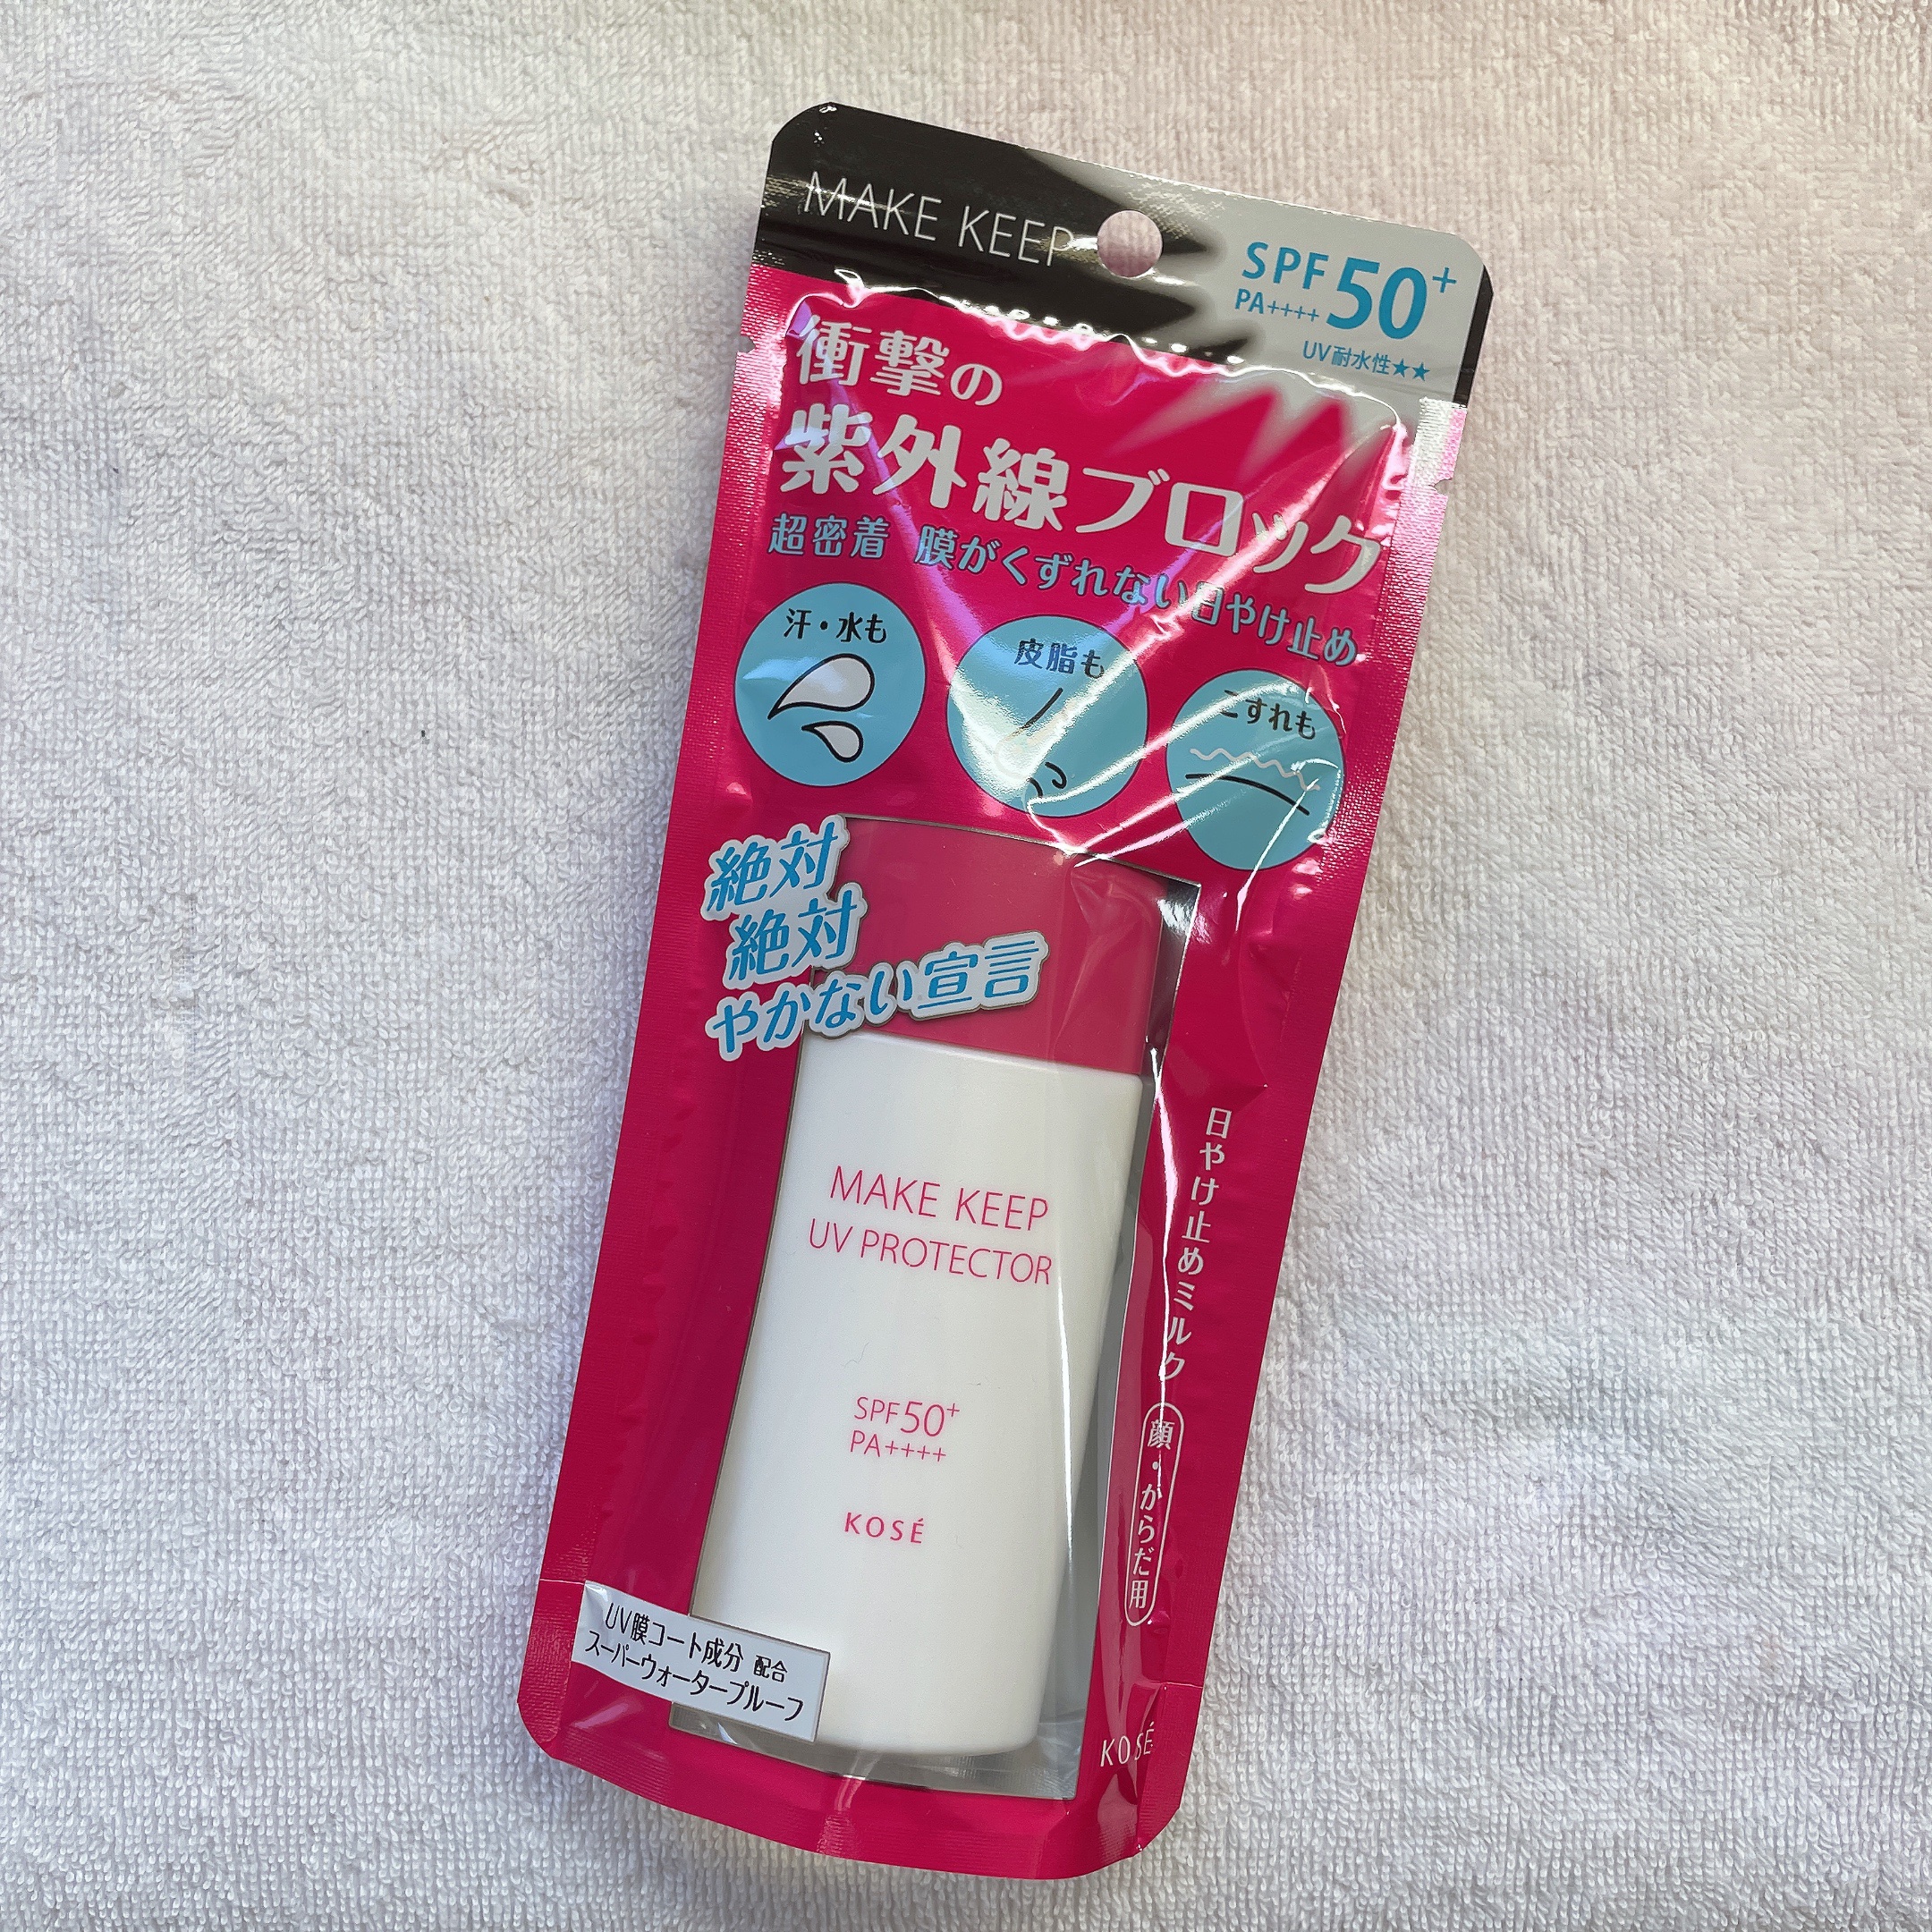 MAKE KEEP
SPF50+
PA++++
UV耐水性★★
衝撃の
紫外線ブロック
超密着 膜がくずれない日やけ止め
汗・水も
皮脂も
こすれも
絶対
絶対
やかない宣言
MAKE KEEP
UV PROTECTOR
SPF50+
PA++++
KOSÉ
日やけ止めミルク 顔・からだ用
UV膜コート成分 配合
スーパーウォータープルーフ
KOSÉ